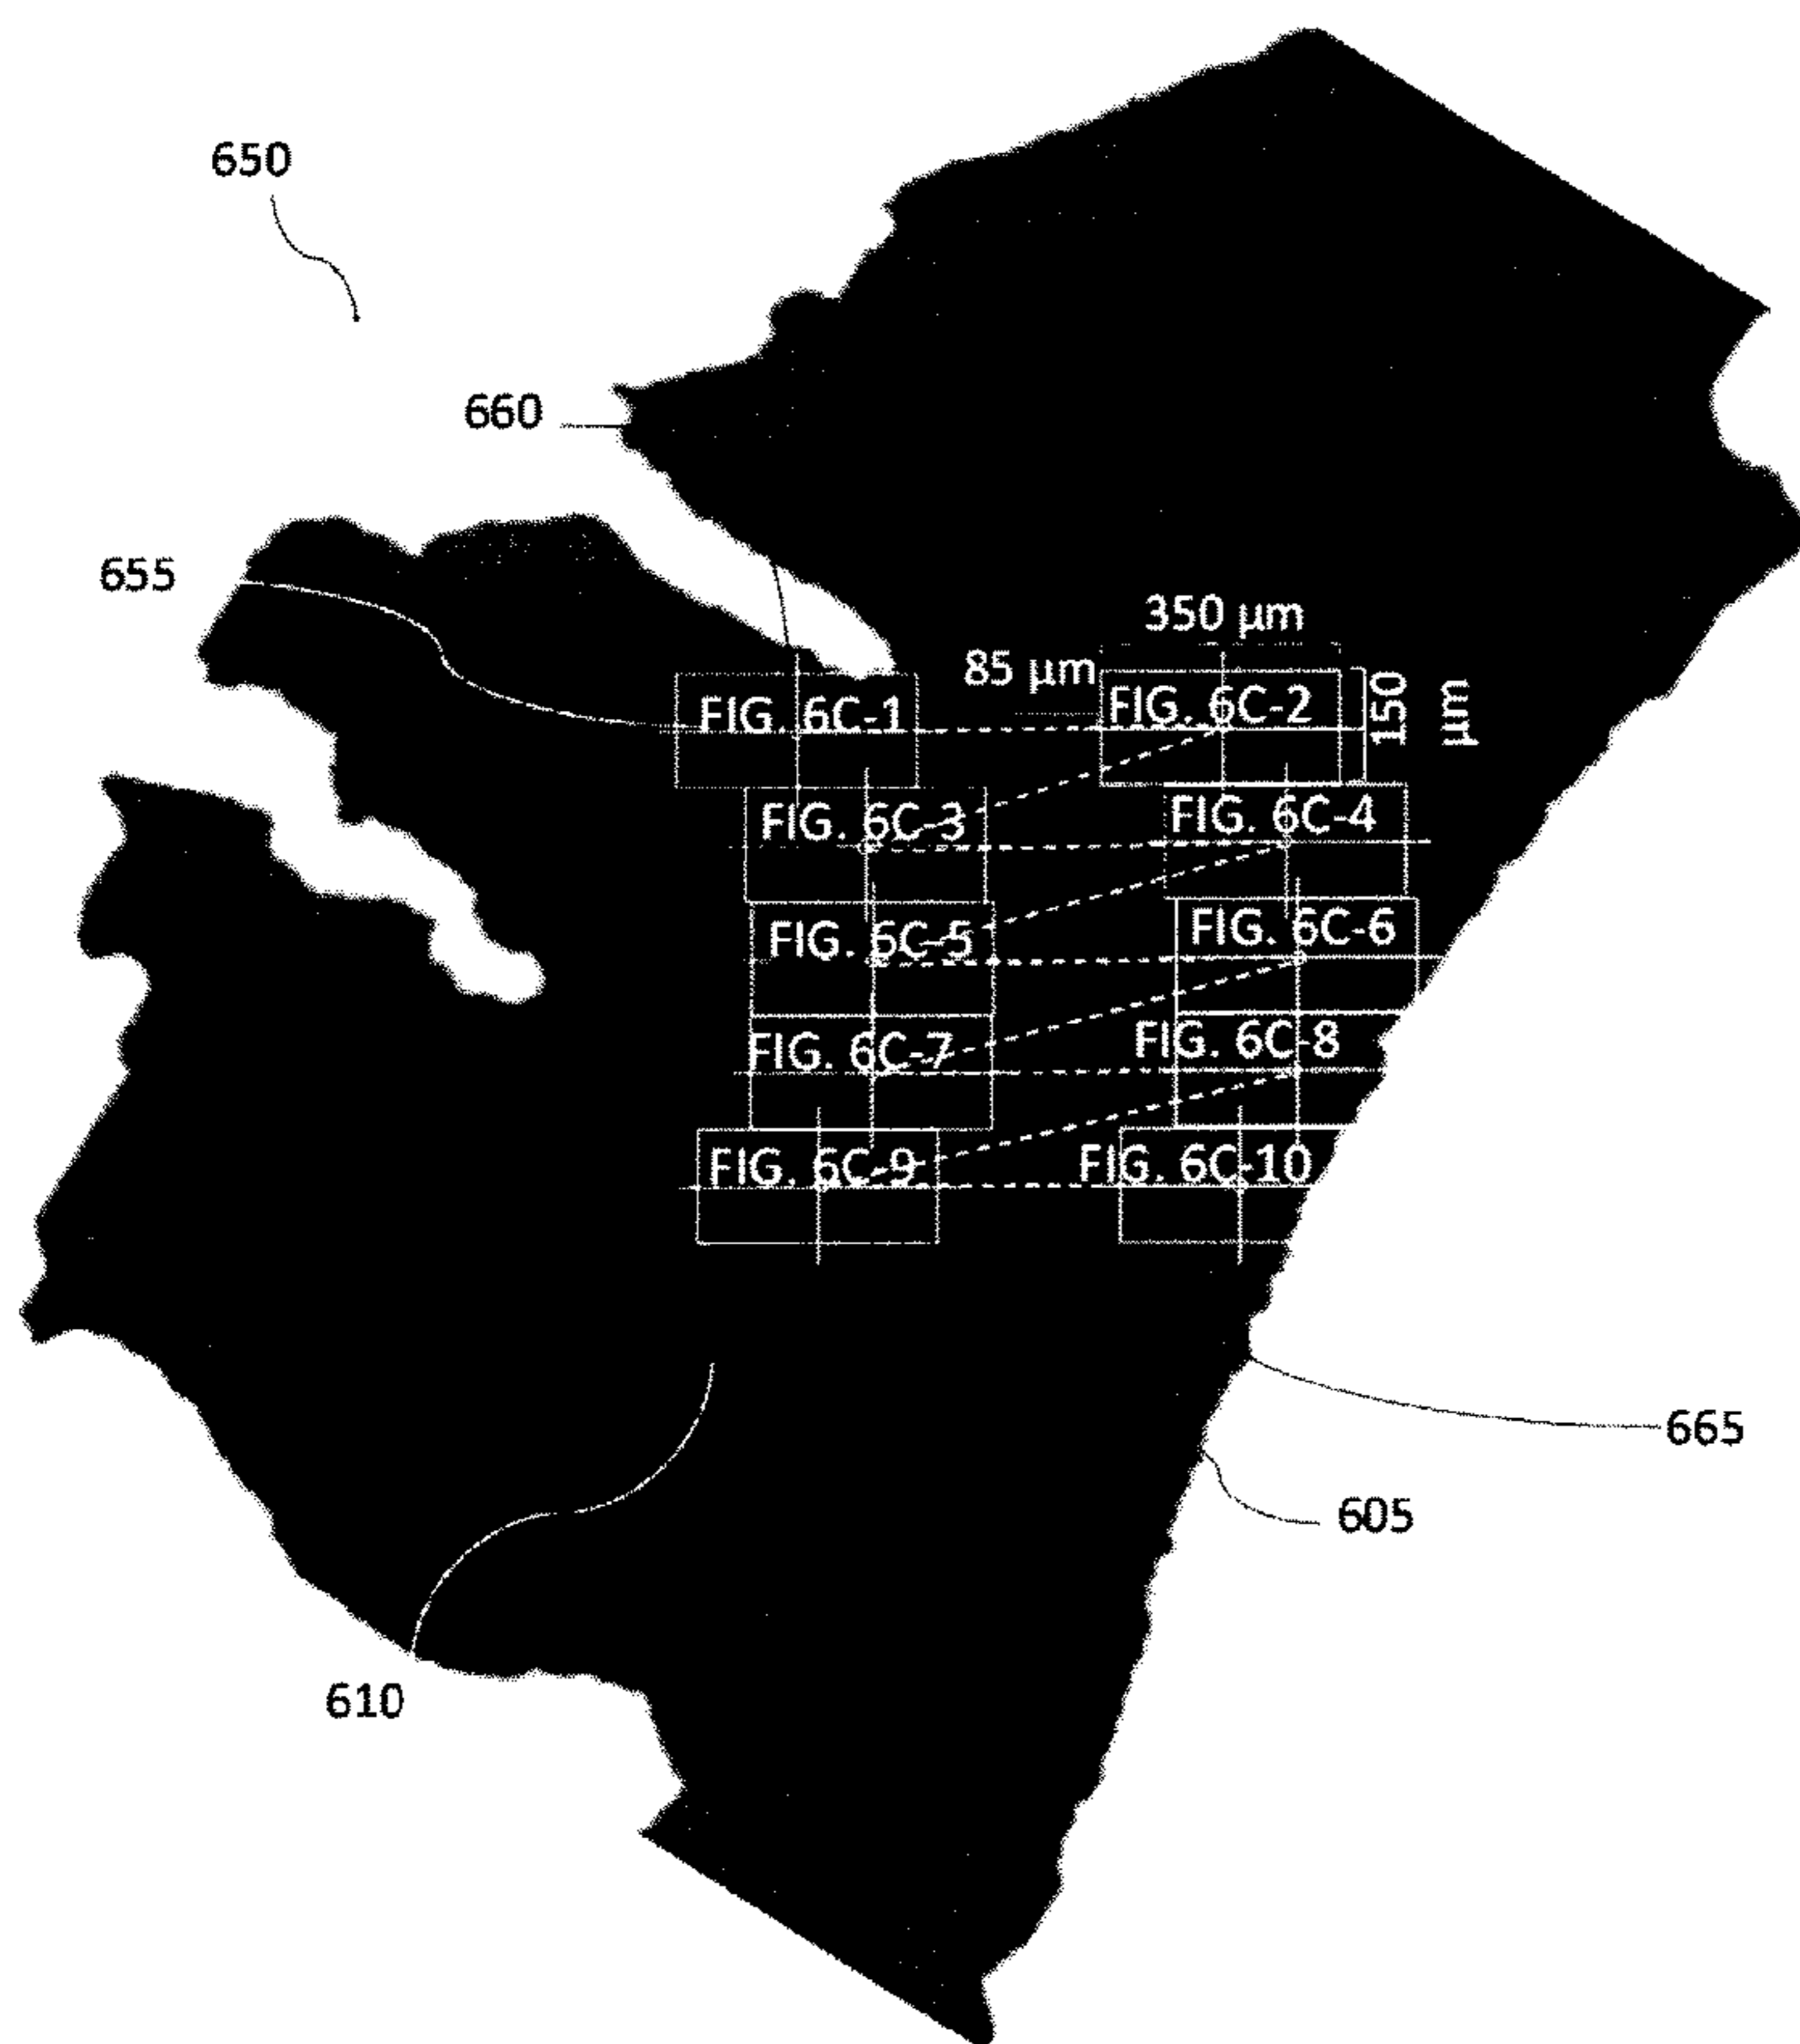 650
660
655
350 µm
85 µm
150 µm
FIG. 6C-1
FIG. 6C-2
FIG. 6C-3
FIG. 6C-4
FIG. 6C-5
FIG. 6C-6
FIG. 6C-7
FIG. 6C-8
FIG. 6C-9
FIG. 6C-10
665
605
610